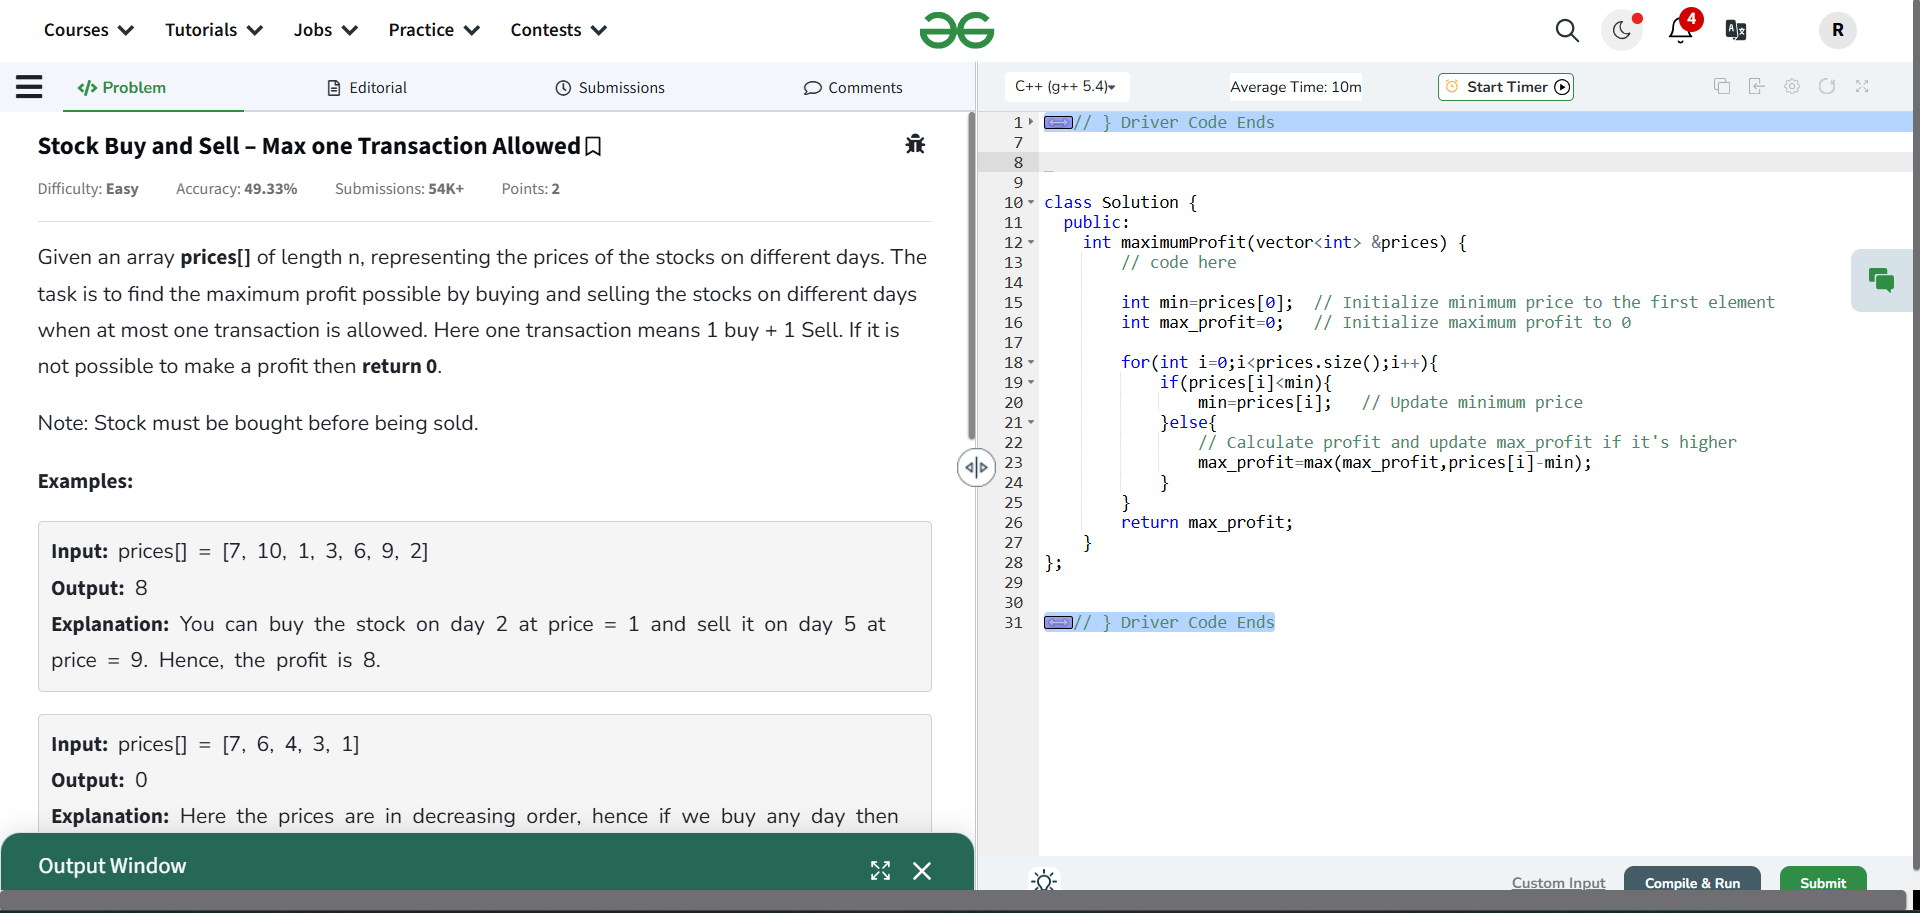 Courses Tutorials Jobs Practice Contests
4
R
Problem Editorial Submissions Comments
C++ (g++ 5.4) Average Time: 10m Start Timer
Stock Buy and Sell – Max one Transaction Allowed
Difficulty: Easy Accuracy: 49.33% Submissions: 54K+ Points: 2
Given an array prices[] of length n, representing the prices of the stocks on different days. The
task is to find the maximum profit possible by buying and selling the stocks on different days
when at most one transaction is allowed. Here one transaction means 1 buy + 1 Sell. If it is
not possible to make a profit then return 0.
Note: Stock must be bought before being sold.
Examples:
Input: prices[] = [7, 10, 1, 3, 6, 9, 2]
Output: 8
Explanation: You can buy the stock on day 2 at price = 1 and sell it on day 5 at
price = 9. Hence, the profit is 8.
Input: prices[] = [7, 6, 4, 3, 1]
Output: 0
Explanation: Here the prices are in decreasing order, hence if we buy any day then
Output Window
1 // } Driver Code Ends
7
8
9
10 class Solution {
11 public:
12 int maximumProfit(vector<int> &prices) {
13 // code here
14
15 int min=prices[0]; // Initialize minimum price to the first element
16 int max_profit=0; // Initialize maximum profit to 0
17
18 for(int i=0;i<prices.size();i++){
19 if(prices[i]<min){
20 min=prices[i]; // Update minimum price
21 }else{
22 // Calculate profit and update max_profit if it's higher
23 max_profit=max(max_profit,prices[i]-min);
24 }
25 }
26 return max_profit;
27 }
28 };
29
30
31 // } Driver Code Ends
Custom Input Compile & Run Submit